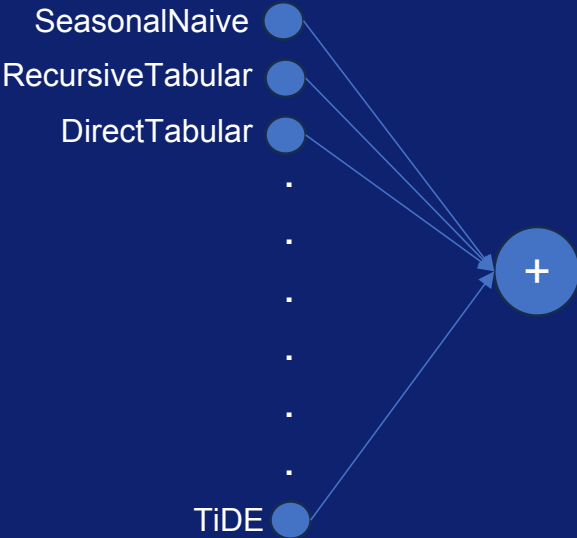 SeasonalNaive
RecursiveTabular
DirectTabular
.
.
.
+
.
.
.
TiDE